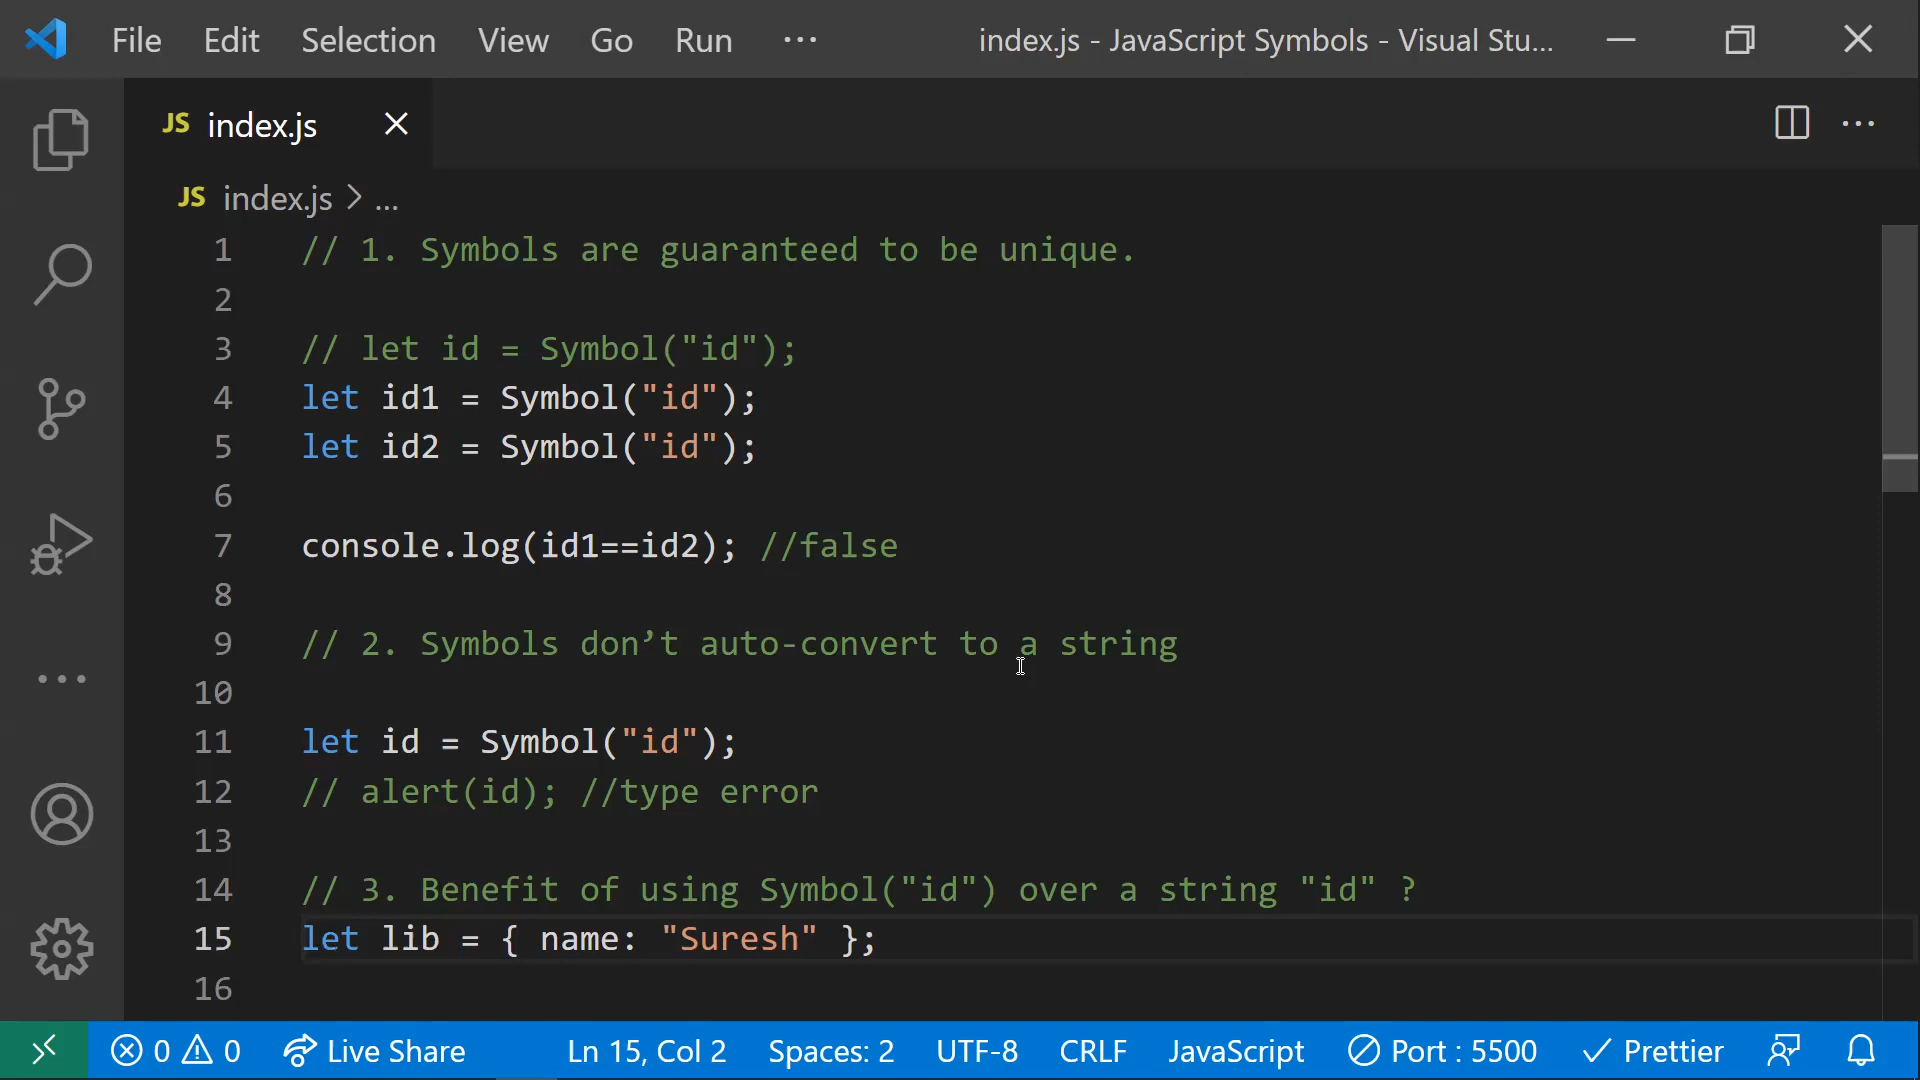 File Edit Selection View Go Run ··· index.js - JavaScript Symbols - Visual Stu...
JS index.js
JS index.js > ...
1 // 1. Symbols are guaranteed to be unique.
2
3 // let id = Symbol("id");
4 let id1 = Symbol("id");
5 let id2 = Symbol("id");
6
7 console.log(id1==id2); //false
8
9 // 2. Symbols don’t auto-convert to a string
10
11 let id = Symbol("id");
12 // alert(id); //type error
13
14 // 3. Benefit of using Symbol("id") over a string "id" ?
15 let lib = { name: "Suresh" };
16
0 0 Live Share Ln 15, Col 2 Spaces: 2 UTF-8 CRLF JavaScript Port : 5500 Prettier